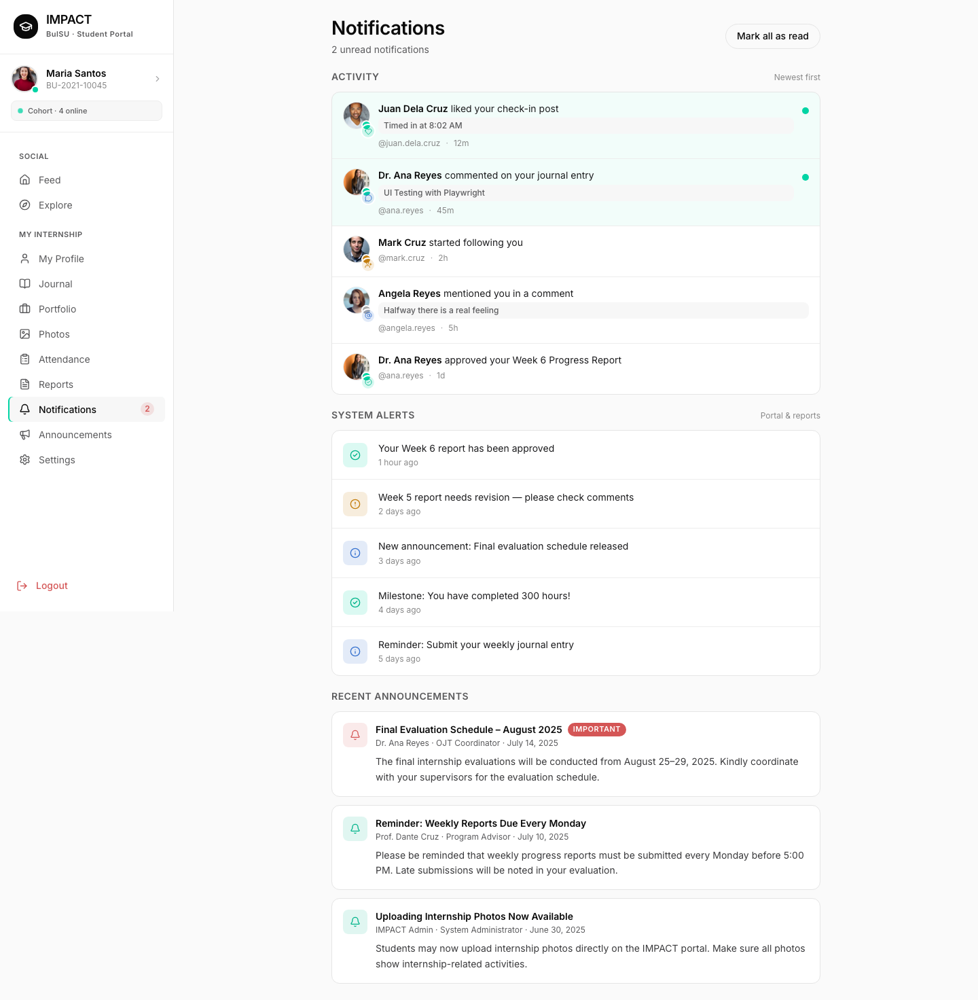 IMPACT
BulSU · Student Portal
Maria Santos
BU-2021-10045
Cohort · 4 online
SOCIAL
Feed
Explore
MY INTERNSHIP
My Profile
Journal
Portfolio
Photos
Attendance
Reports
Notifications 2
Announcements
Settings
Logout
Notifications
2 unread notifications
Mark all as read
ACTIVITY Newest first
Juan Dela Cruz liked your check-in post
Timed in at 8:02 AM
@juan.dela.cruz · 12m
Dr. Ana Reyes commented on your journal entry
UI Testing with Playwright
@ana.reyes · 45m
Mark Cruz started following you
@mark.cruz · 2h
Angela Reyes mentioned you in a comment
Halfway there is a real feeling
@angela.reyes · 5h
Dr. Ana Reyes approved your Week 6 Progress Report
@ana.reyes · 1d
SYSTEM ALERTS Portal & reports
Your Week 6 report has been approved
1 hour ago
Week 5 report needs revision — please check comments
2 days ago
New announcement: Final evaluation schedule released
3 days ago
Milestone: You have completed 300 hours!
4 days ago
Reminder: Submit your weekly journal entry
5 days ago
RECENT ANNOUNCEMENTS
Final Evaluation Schedule – August 2025 IMPORTANT
Dr. Ana Reyes · OJT Coordinator · July 14, 2025
The final internship evaluations will be conducted from August 25–29, 2025. Kindly coordinate
with your supervisors for the evaluation schedule.
Reminder: Weekly Reports Due Every Monday
Prof. Dante Cruz · Program Advisor · July 10, 2025
Please be reminded that weekly progress reports must be submitted every Monday before 5:00
PM. Late submissions will be noted in your evaluation.
Uploading Internship Photos Now Available
IMPACT Admin · System Administrator · June 30, 2025
Students may now upload internship photos directly on the IMPACT portal. Make sure all photos
show internship-related activities.